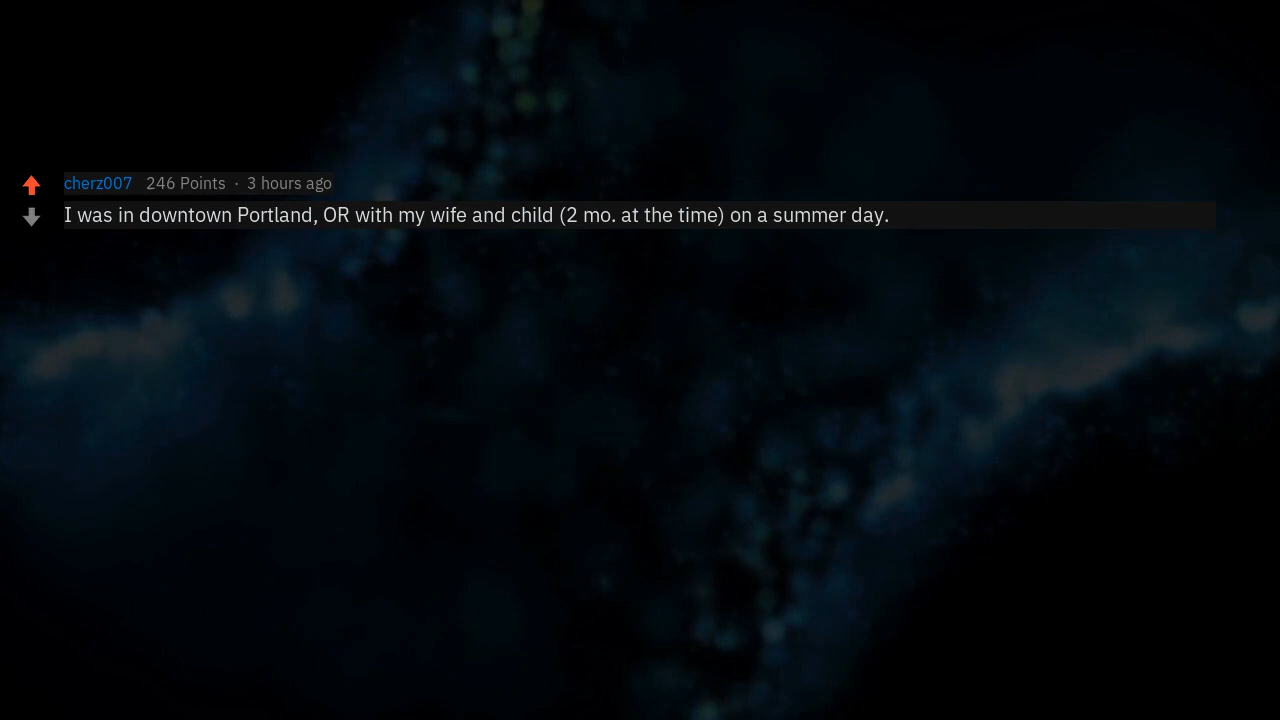 cherz007 246 Points · 3 hours ago
I was in downtown Portland, OR with my wife and child (2 mo. at the time) on a summer day.